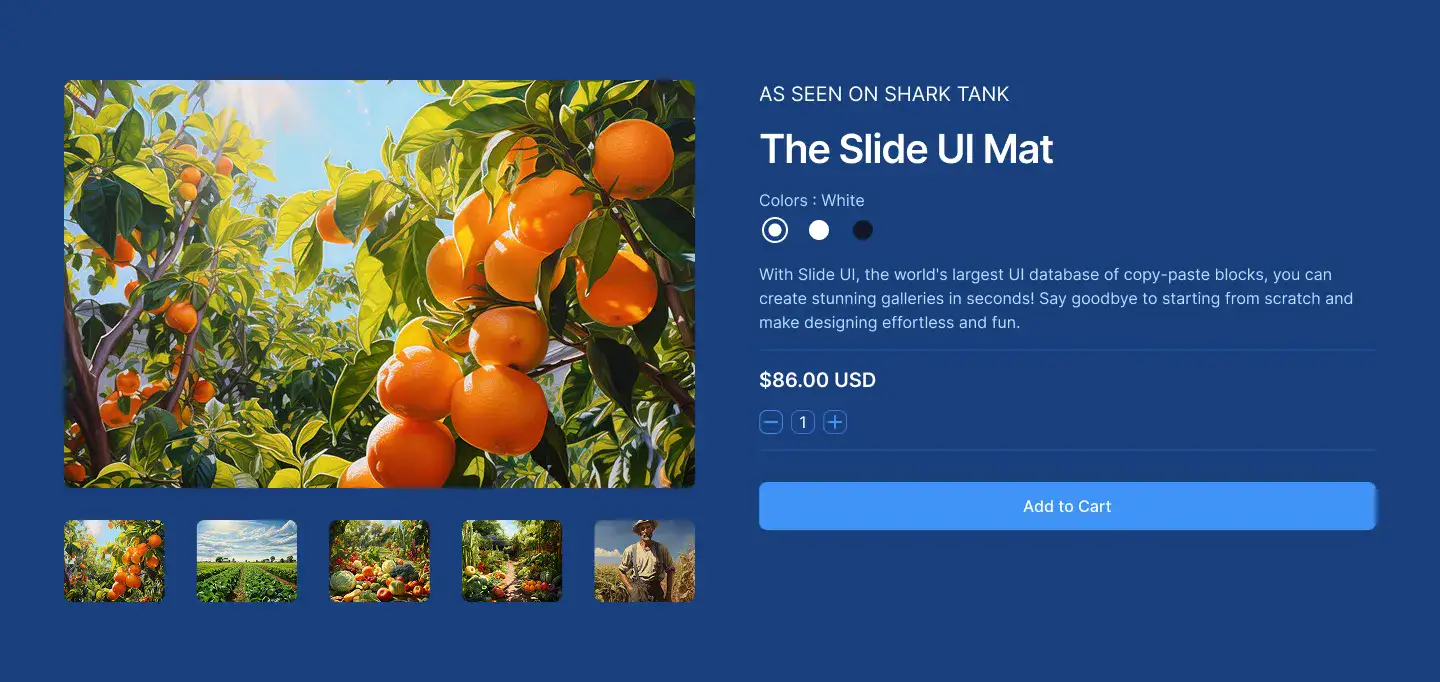 AS SEEN ON SHARK TANK
The Slide UI Mat
Colors : White
With Slide UI, the world's largest UI database of copy-paste blocks, you can
create stunning galleries in seconds! Say goodbye to starting from scratch and
make designing effortless and fun.
$86.00 USD
1
Add to Cart